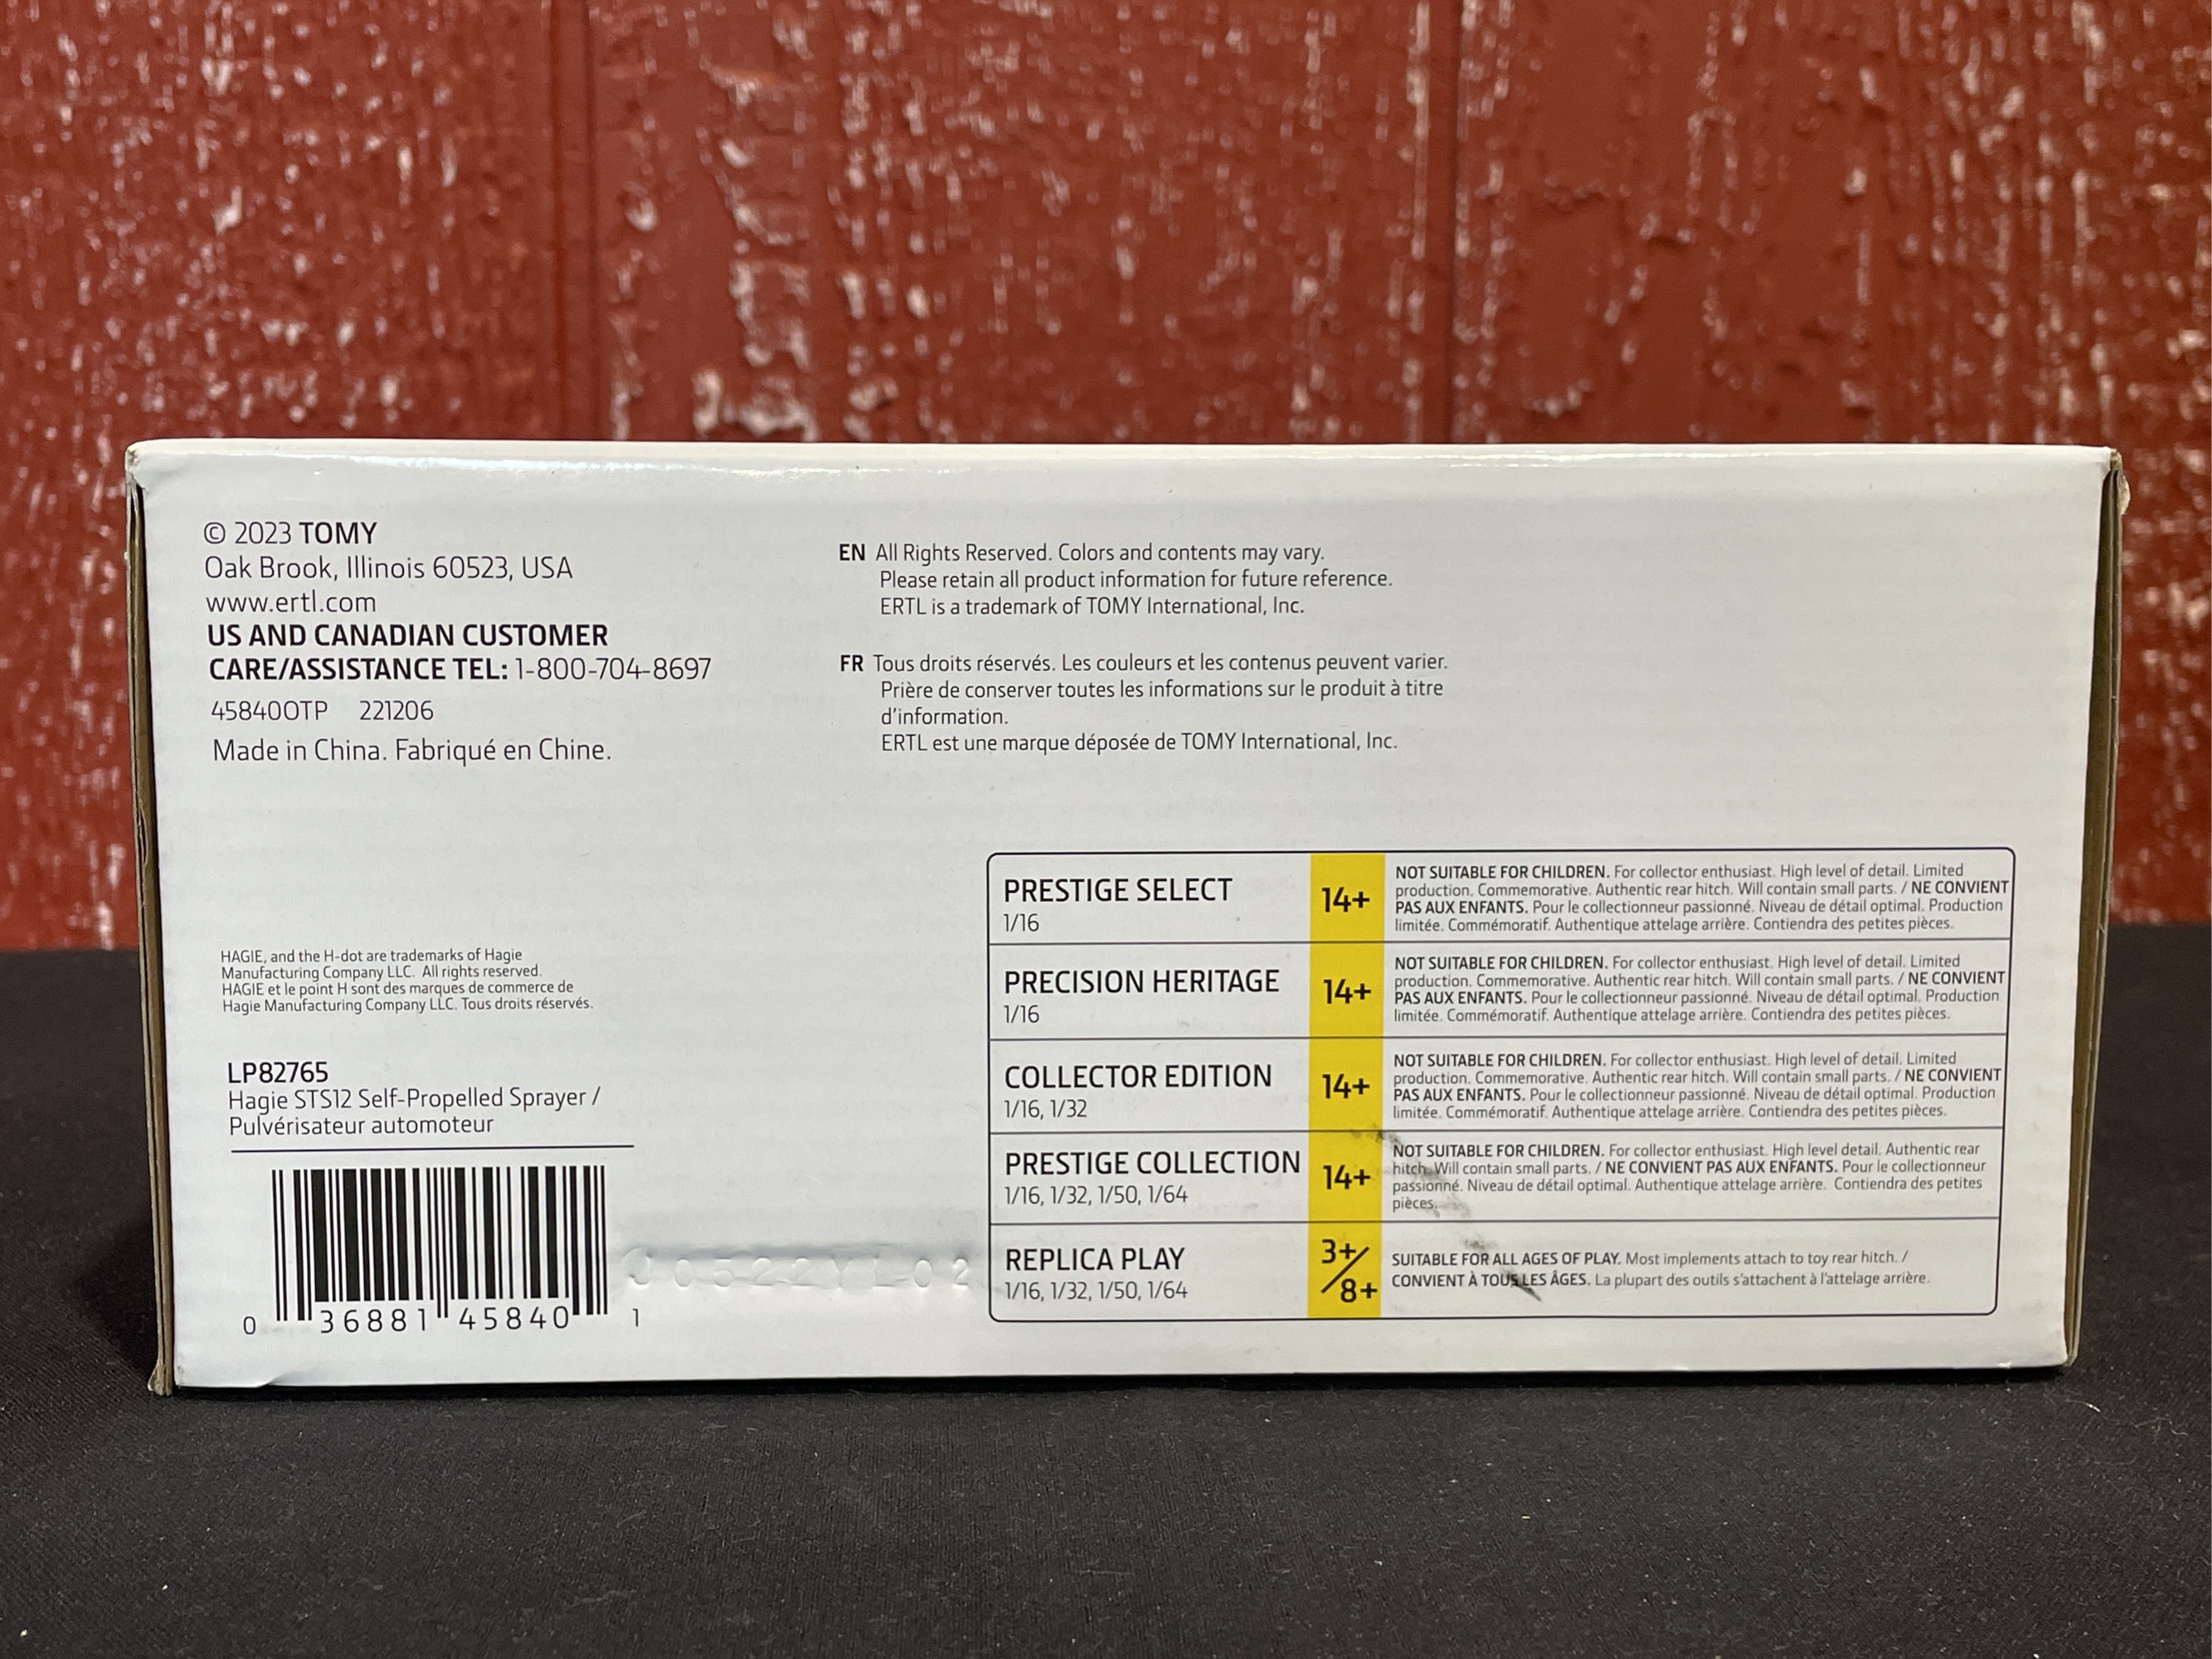 © 2023 TOMY
Oak Brook, Illinois 60523, USA
www.ertl.com
US AND CANADIAN CUSTOMER
CARE/ASSISTANCE TEL: 1-800-704-8697
45840OTP 221206
Made in China. Fabriqué en Chine.
EN All Rights Reserved. Colors and contents may vary.
Please retain all product information for future reference.
ERTL is a trademark of TOMY International, Inc.
FR Tous droits réservés. Les couleurs et les contenus peuvent varier.
Prière de conserver toutes les informations sur le produit à titre
d'information.
ERTL est une marque déposée de TOMY International, Inc.
HAGIE, and the H-dot are trademarks of Hagie
Manufacturing Company LLC. All rights reserved.
HAGIE et le point H sont des marques de commerce de
Hagie Manufacturing Company LLC. Tous droits réservés.
LP82765
Hagie STS12 Self-Propelled Sprayer /
Pulvérisateur automoteur
0 36881 45840 1
J0522YL02
PRESTIGE SELECT
1/16
14+
NOT SUITABLE FOR CHILDREN. For collector enthusiast. High level of detail. Limited
production. Commemorative. Authentic rear hitch. Will contain small parts. / NE CONVIENT
PAS AUX ENFANTS. Pour le collectionneur passionné. Niveau de détail optimal. Production
limitée. Commémoratif. Authentique attelage arrière. Contiendra des petites pièces.
PRECISION HERITAGE
1/16
14+
NOT SUITABLE FOR CHILDREN. For collector enthusiast. High level of detail. Limited
production. Commemorative. Authentic rear hitch. Will contain small parts. / NE CONVIENT
PAS AUX ENFANTS. Pour le collectionneur passionné. Niveau de détail optimal. Production
limitée. Commémoratif. Authentique attelage arrière. Contiendra des petites pièces.
COLLECTOR EDITION
1/16, 1/32
14+
NOT SUITABLE FOR CHILDREN. For collector enthusiast. High level of detail. Limited
production. Commemorative. Authentic rear hitch. Will contain small parts. / NE CONVIENT
PAS AUX ENFANTS. Pour le collectionneur passionné. Niveau de détail optimal. Production
limitée. Commémoratif. Authentique attelage arrière. Contiendra des petites pièces.
PRESTIGE COLLECTION
1/16, 1/32, 1/50, 1/64
14+
NOT SUITABLE FOR CHILDREN. For collector enthusiast. High level detail. Authentic rear
hitch. Will contain small parts. / NE CONVIENT PAS AUX ENFANTS. Pour le collectionneur
passionné. Niveau de détail optimal. Authentique attelage arrière. Contiendra des petites
pièces.
REPLICA PLAY
1/16, 1/32, 1/50, 1/64
3+/8+
SUITABLE FOR ALL AGES OF PLAY. Most implements attach to toy rear hitch. /
CONVIENT À TOUS LES ÂGES. La plupart des outils s'attachent à l'attelage arrière.